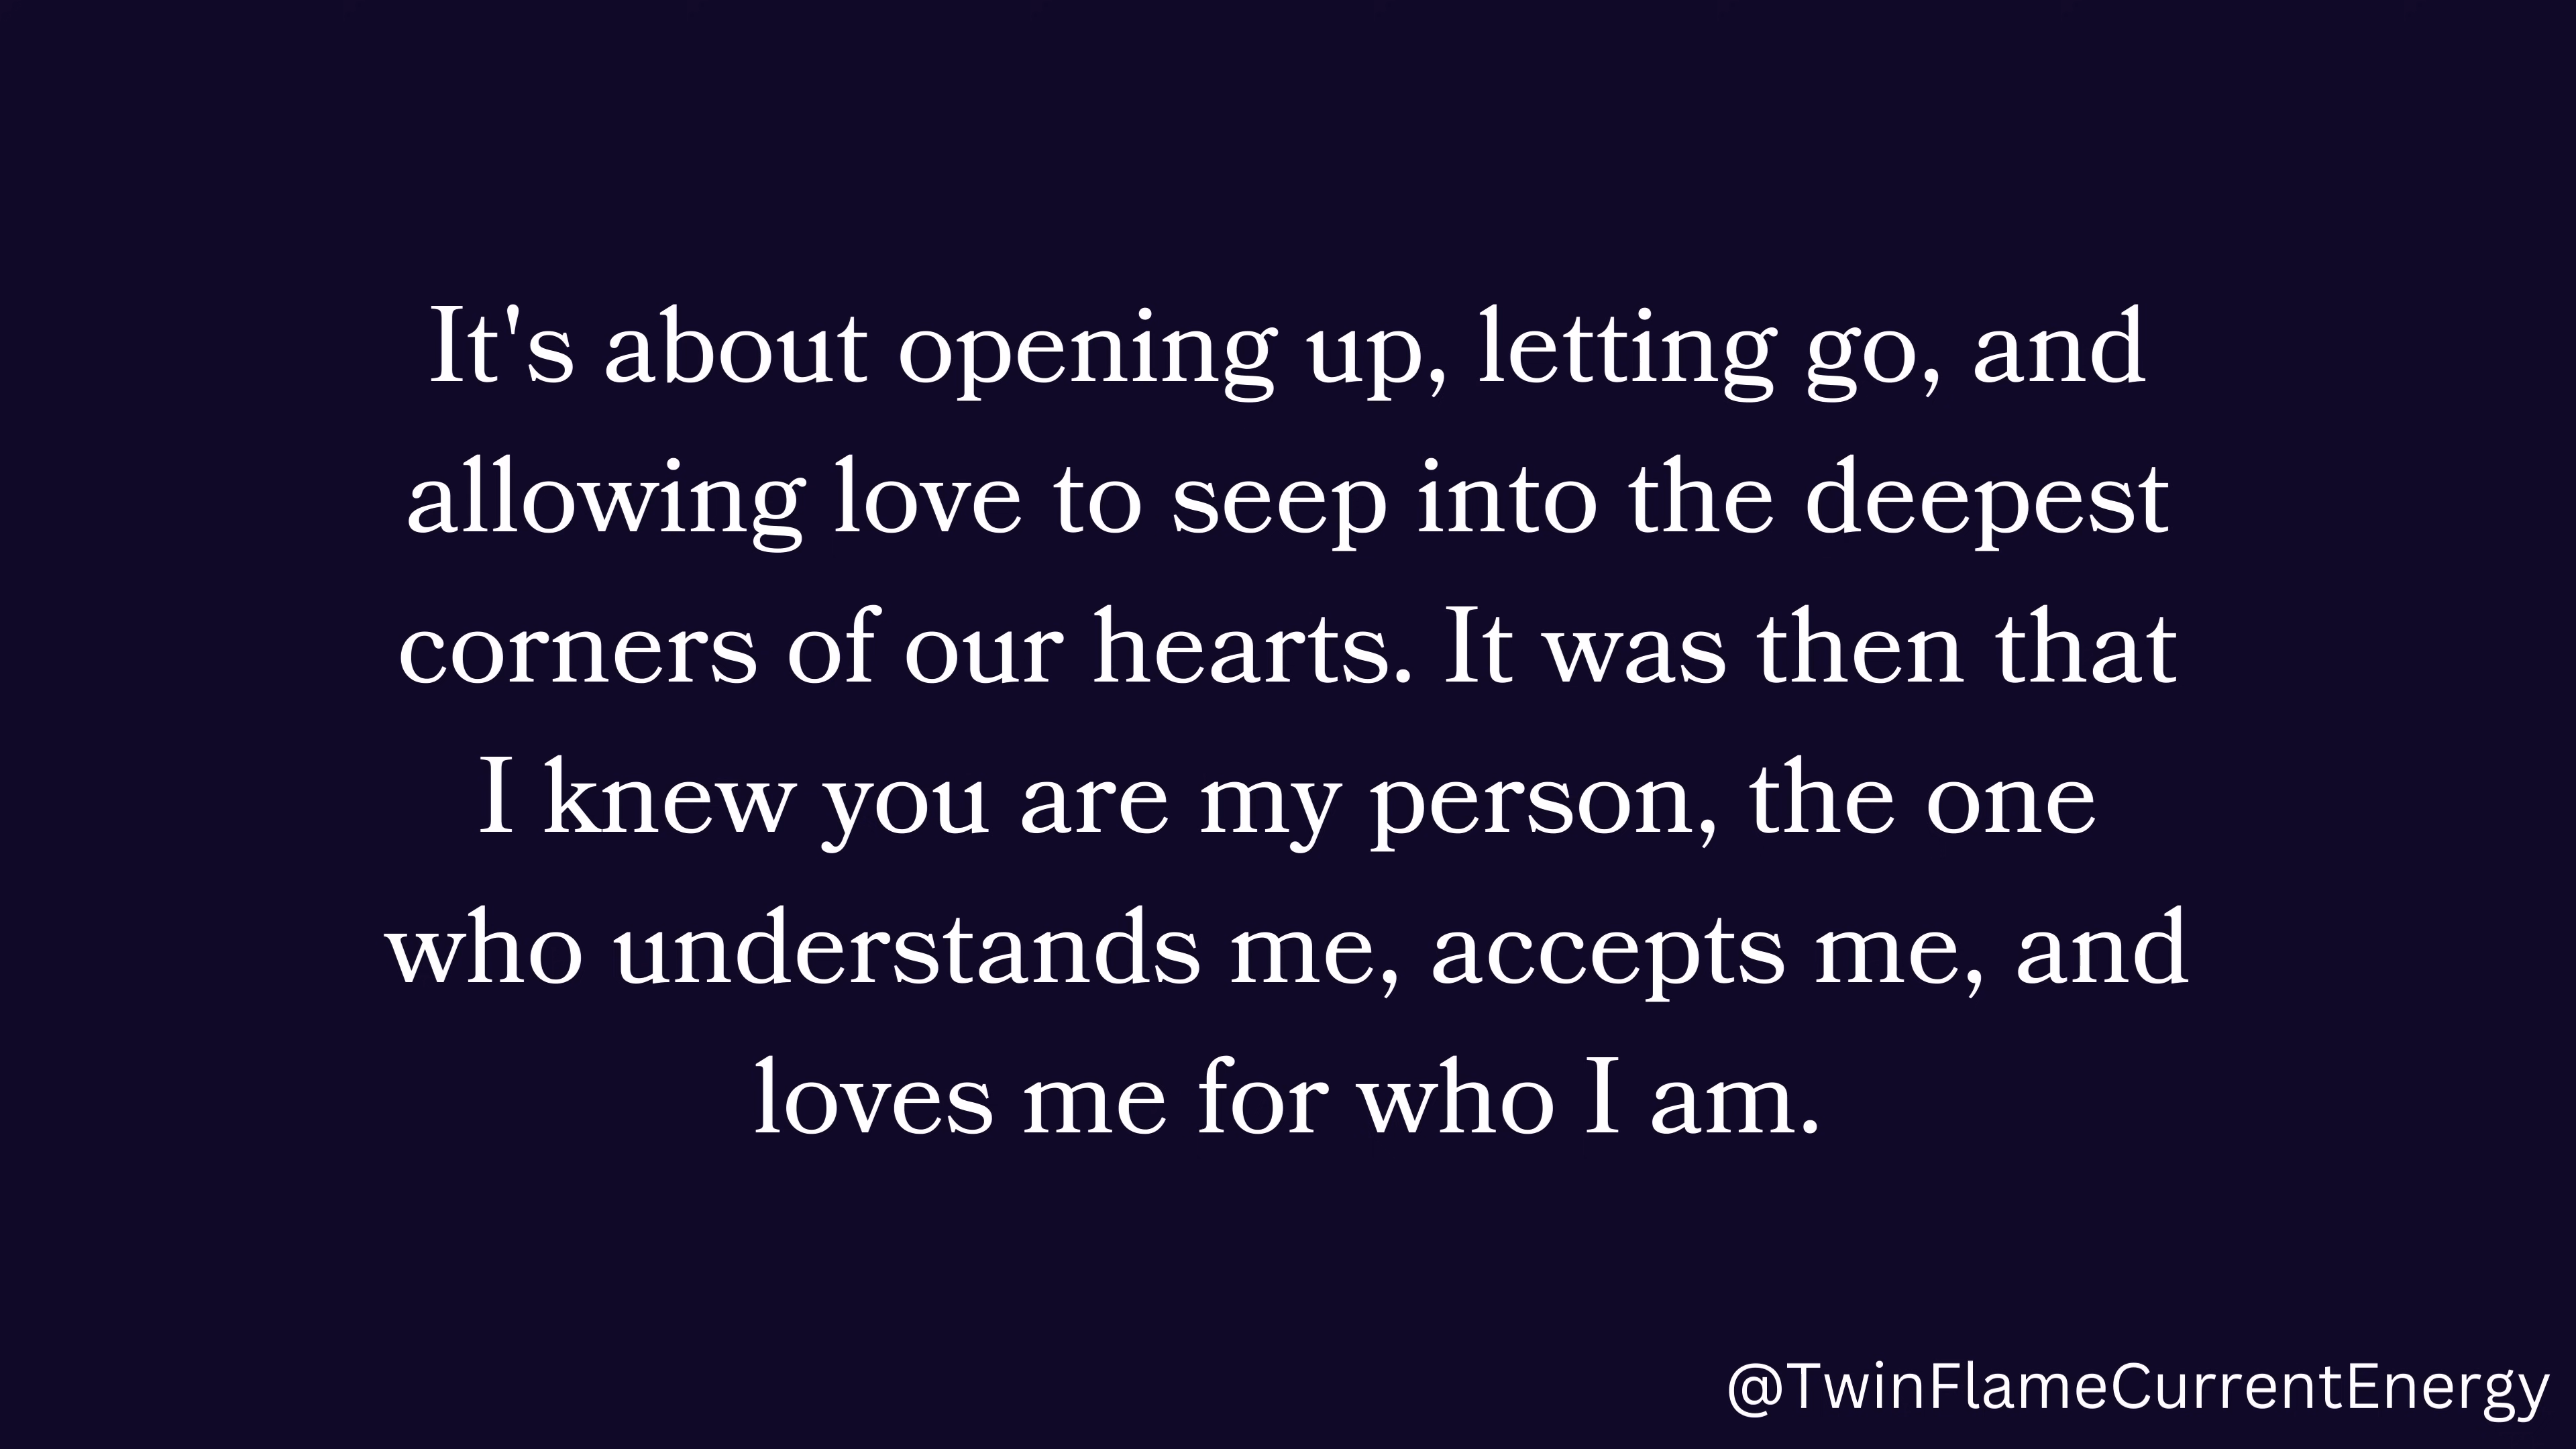 It's about opening up, letting go, and
allowing love to seep into the deepest
corners of our hearts. It was then that
I knew you are my person, the one
who understands me, accepts me, and
loves me for who I am.
@TwinFlameCurrentEnergy